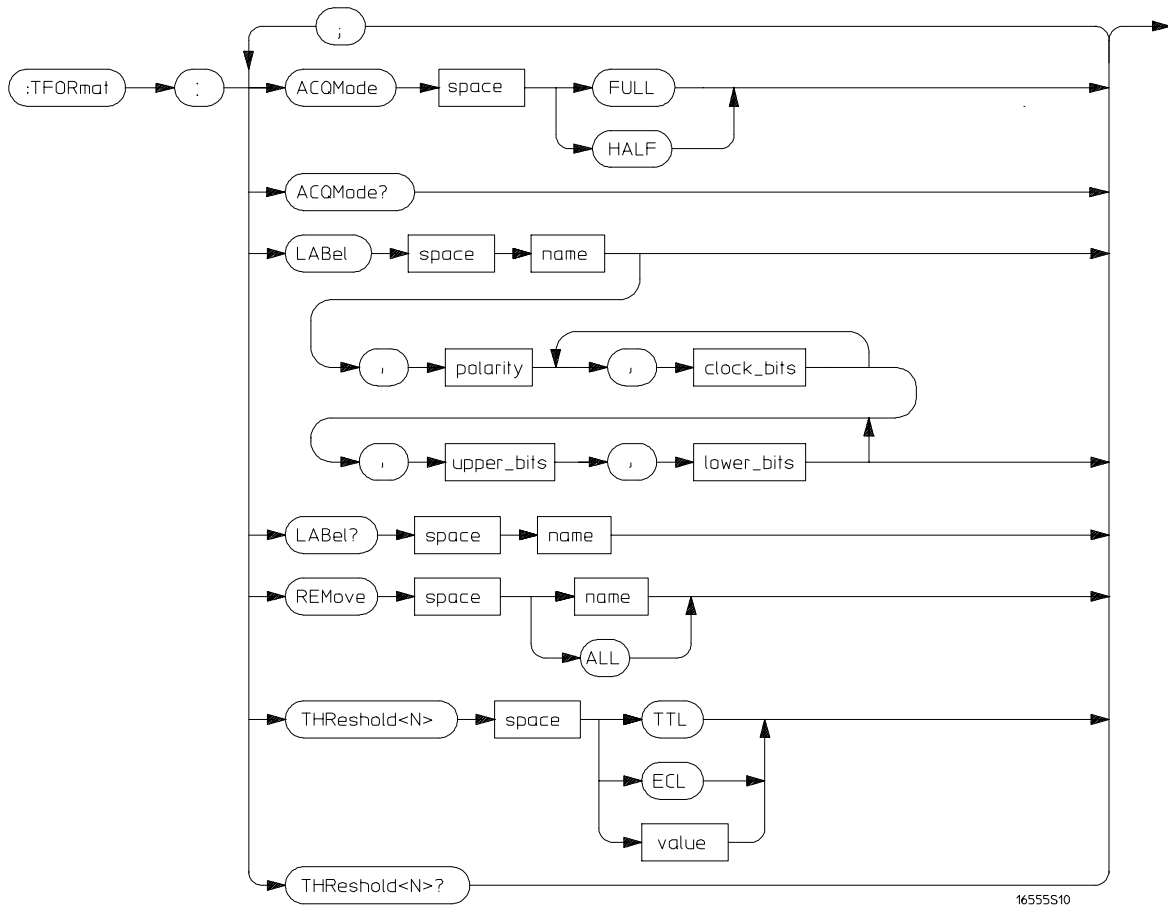 ;
:TFORmat : ACQMode space FULL
HALF
ACQMode?
LABel space name
, polarity , clock_bits
, upper_bits , lower_bits
LABel? space name
REMove space name
ALL
THReshold<N> space TTL
ECL
value
THReshold<N>?
16555S10